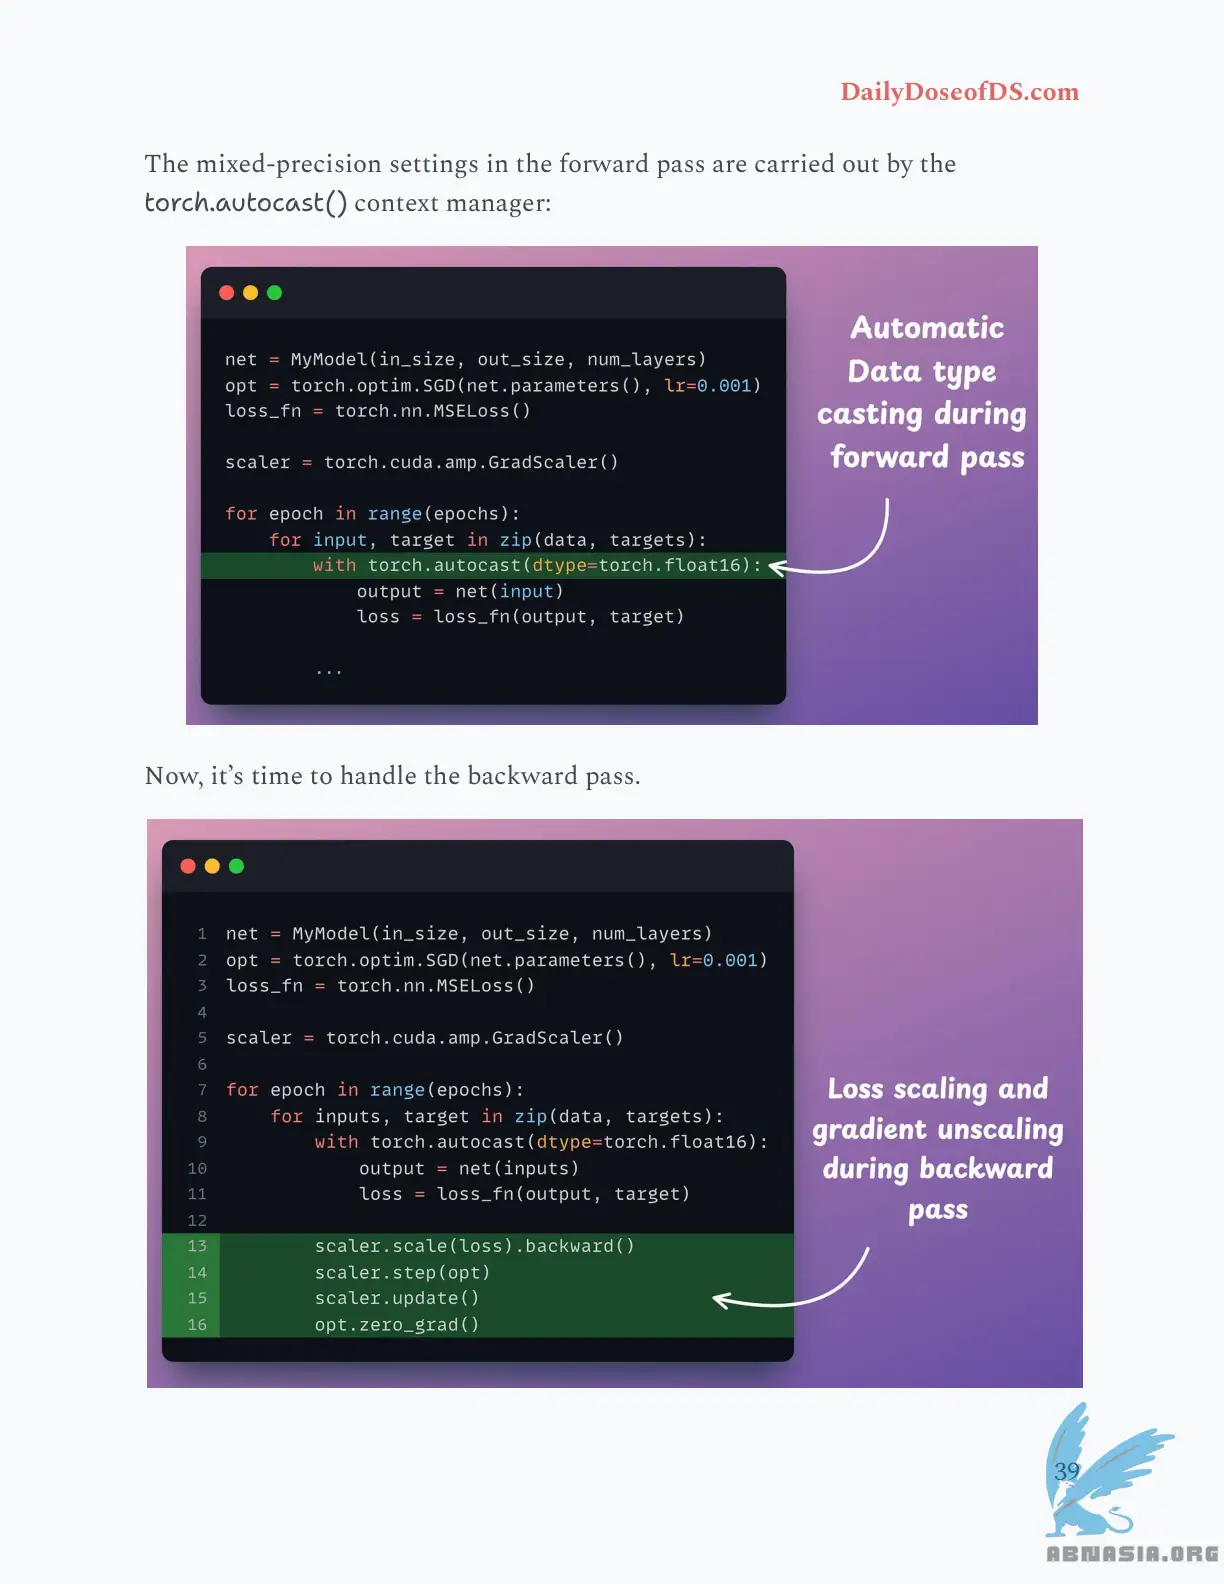 DailyDoseofDS.com
The mixed-precision settings in the forward pass are carried out by the
torch.autocast() context manager:
net = MyModel(in_size, out_size, num_layers)
opt = torch.optim.SGD(net.parameters(), lr=0.001)
loss_fn = torch.nn.MSELoss()
scaler = torch.cuda.amp.GradScaler()
for epoch in range(epochs):
    for input, target in zip(data, targets):
        with torch.autocast(dtype=torch.float16):
            output = net(input)
            loss = loss_fn(output, target)
        ...
Automatic
Data type
casting during
forward pass
Now, it’s time to handle the backward pass.
1 net = MyModel(in_size, out_size, num_layers)
2 opt = torch.optim.SGD(net.parameters(), lr=0.001)
3 loss_fn = torch.nn.MSELoss()
4
5 scaler = torch.cuda.amp.GradScaler()
6
7 for epoch in range(epochs):
8     for inputs, target in zip(data, targets):
9         with torch.autocast(dtype=torch.float16):
10             output = net(inputs)
11             loss = loss_fn(output, target)
12
13         scaler.scale(loss).backward()
14         scaler.step(opt)
15         scaler.update()
16         opt.zero_grad()
Loss scaling and
gradient unscaling
during backward
pass
39
ABNASIA.ORG